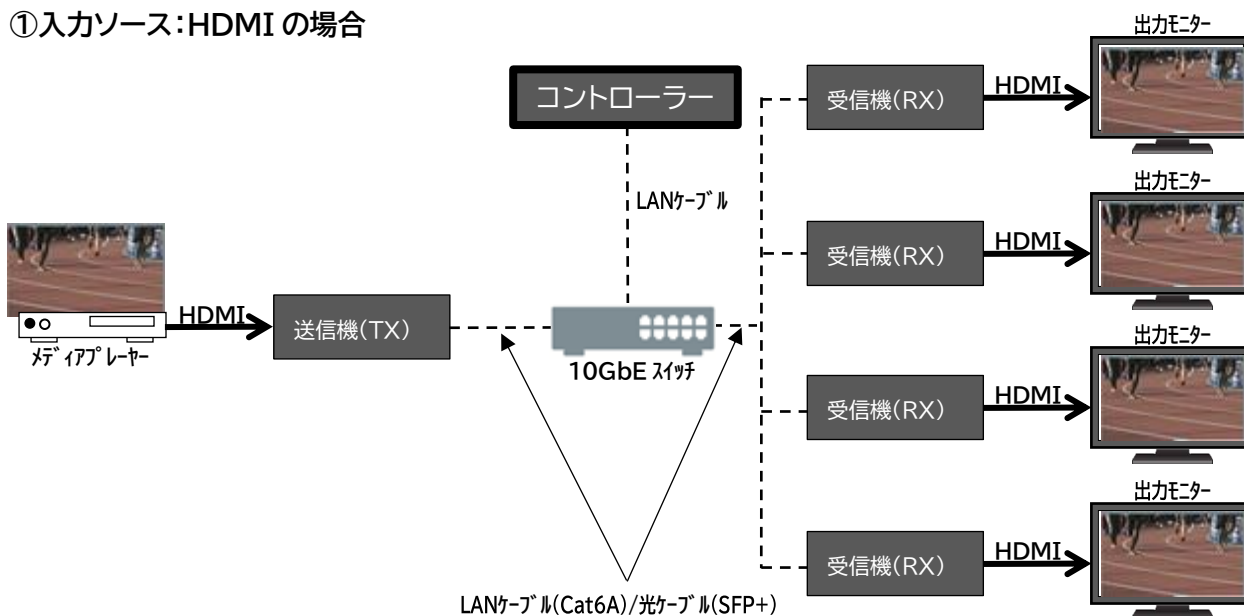 ①入力ソース:HDMI の場合
出力モニター
コントローラー
受信機(RX)
HDMI
出力モニター
LANケーブル
受信機(RX)
HDMI
メディアプレーヤー
HDMI
送信機(TX)
10GbE スイッチ
出力モニター
受信機(RX)
HDMI
出力モニター
受信機(RX)
HDMI
LANケーブル(Cat6A)/光ケーブル(SFP+)